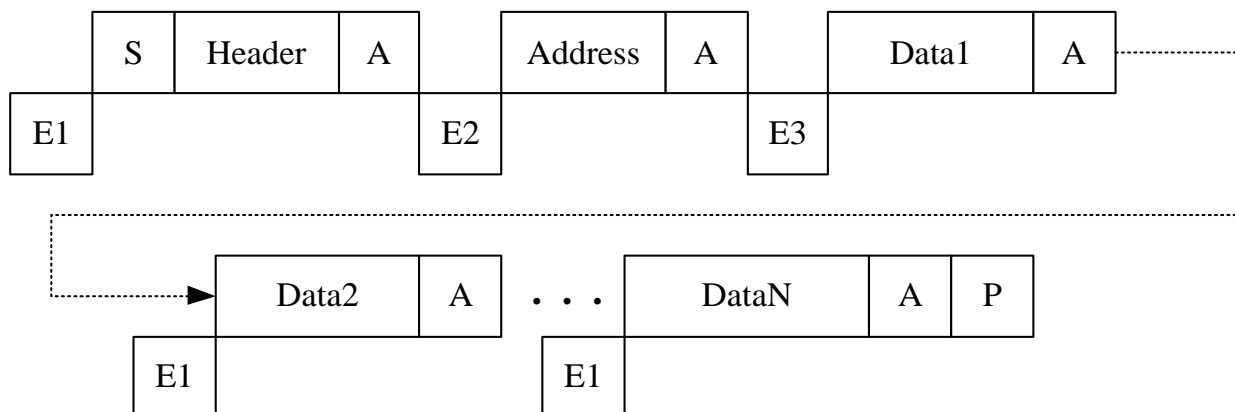 S Header A Address A Data1 A
E1 E2 E3
Data2 A . . . DataN A P
E1 E1